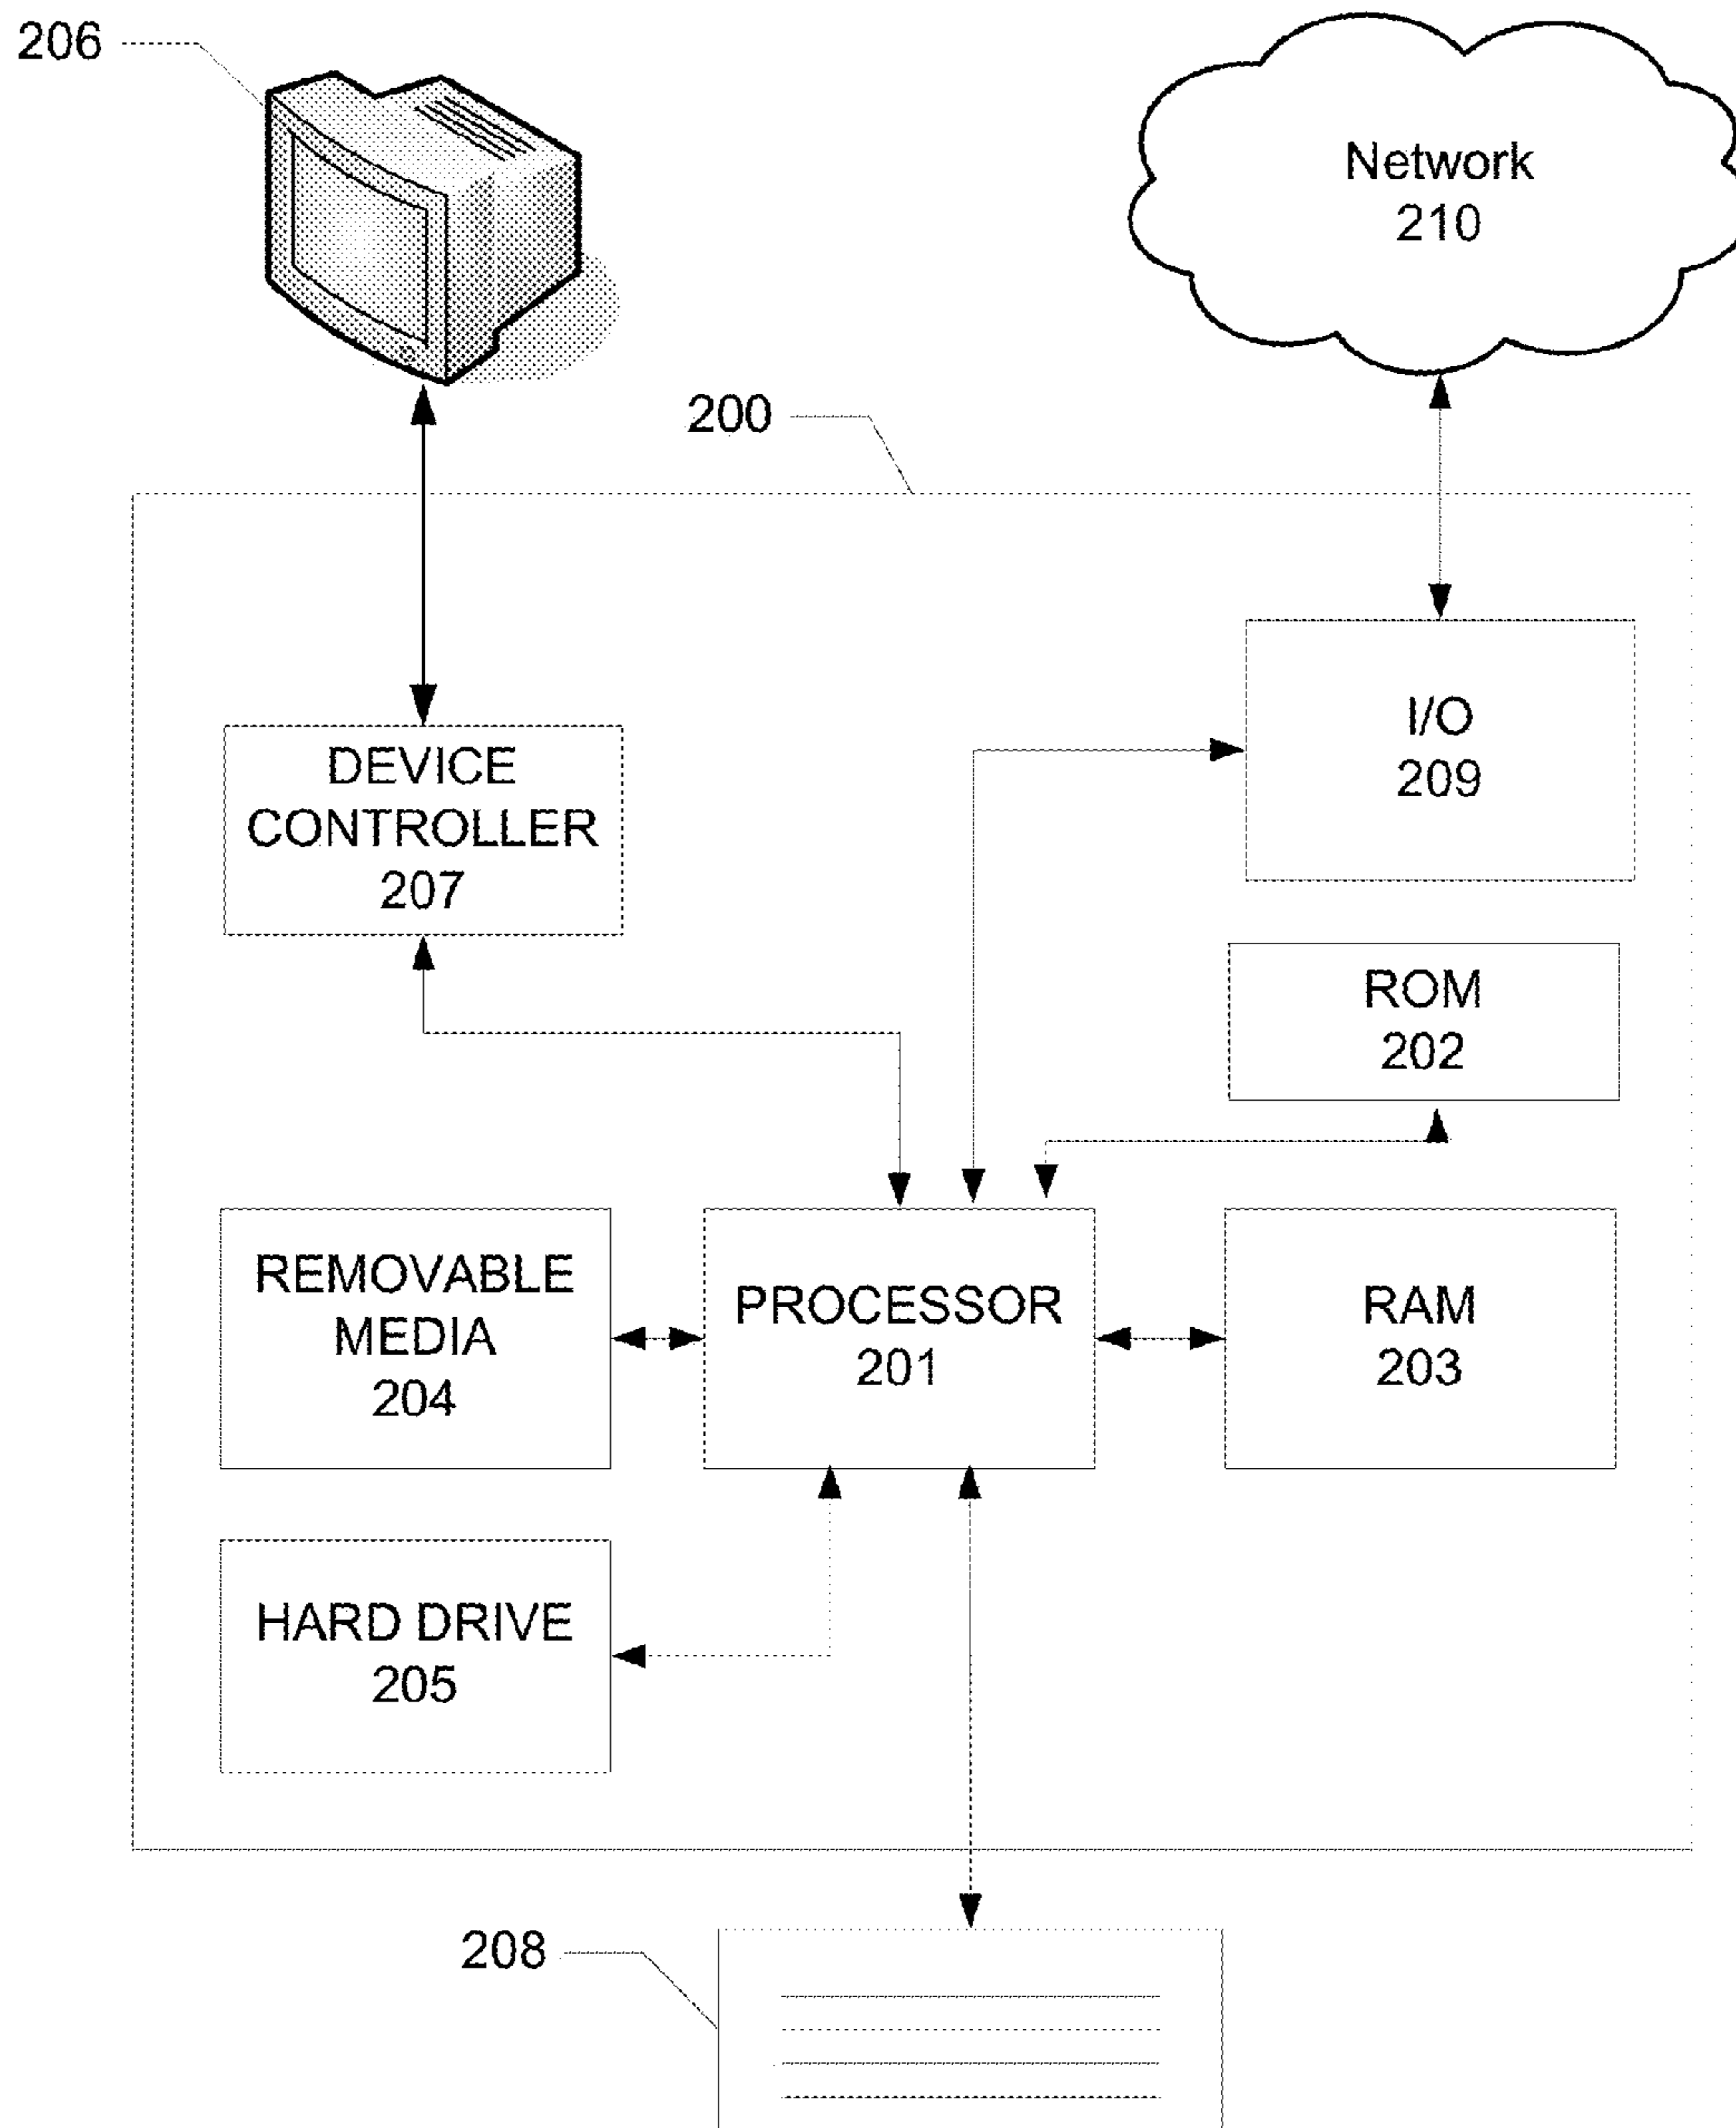 206
Network
210
200
DEVICE
CONTROLLER
207
I/O
209
ROM
202
REMOVABLE
MEDIA
204
PROCESSOR
201
RAM
203
HARD DRIVE
205
208